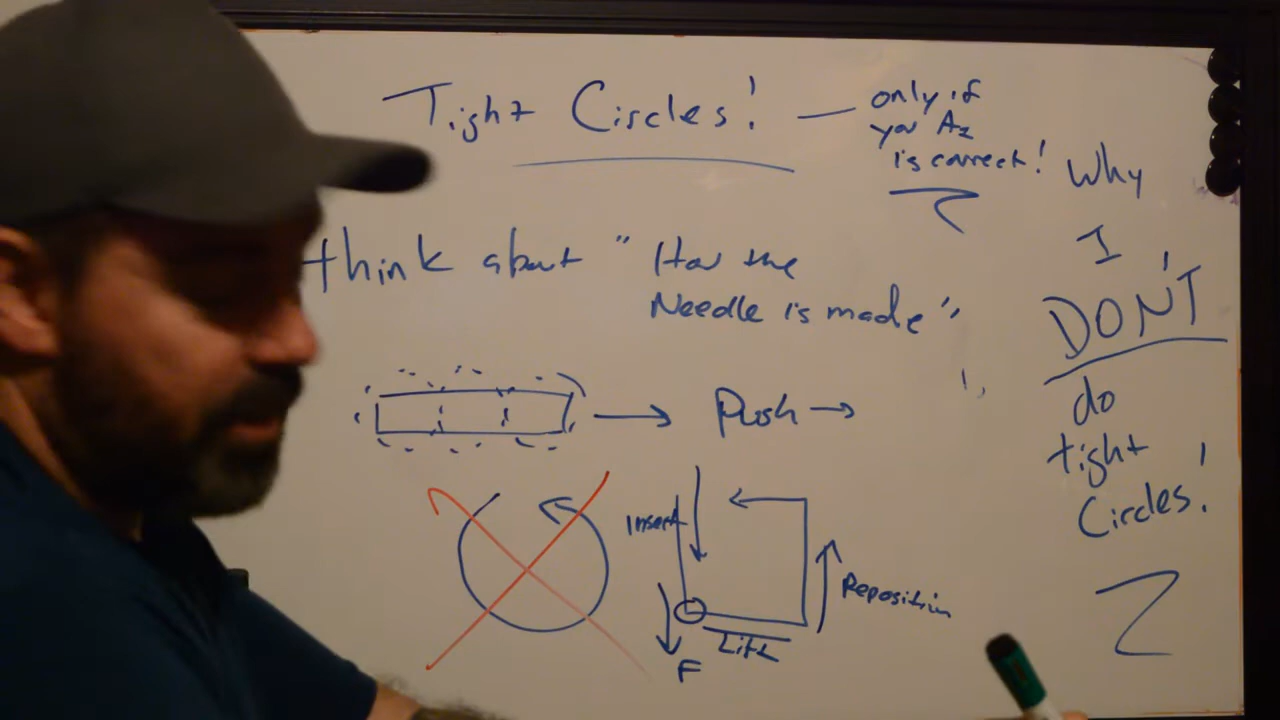 Tight Circles! — only if
you Az
is correct!
think about "How the
Needle is made"
→ Push →
Insert
Reposition
Lift
F
Why
I
DON'T
do
tight
Circles!